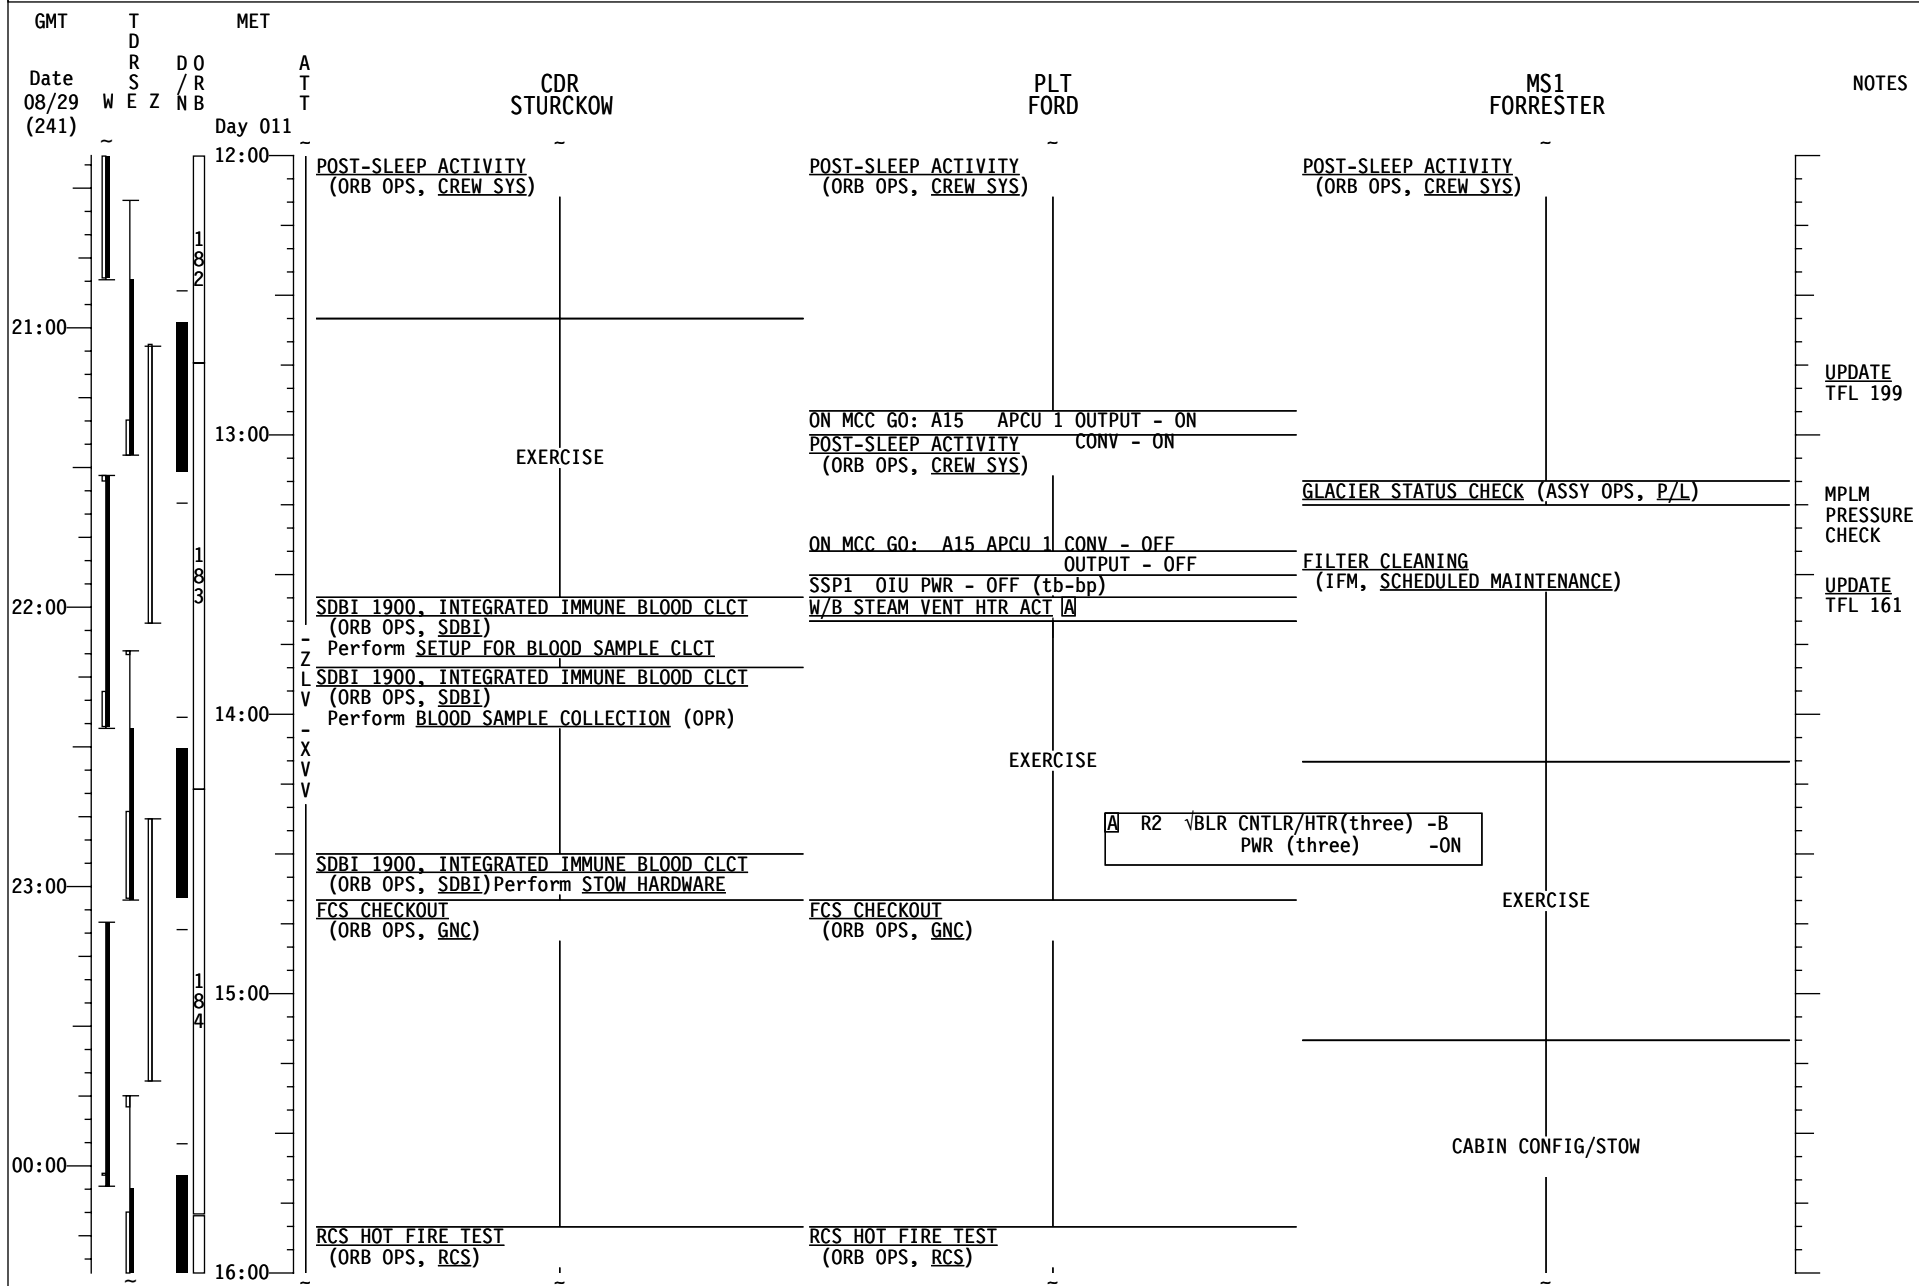 GMT
TDRS
MET
Date
08/29
(241)
W E Z
D/N
ORB
Day 011
ATT
CDR
STURCKOW
PLT
FORD
MS1
FORRESTER
NOTES
~
~
~
~
~
12:00
POST-SLEEP ACTIVITY
(ORB OPS, CREW SYS)
POST-SLEEP ACTIVITY
(ORB OPS, CREW SYS)
POST-SLEEP ACTIVITY
(ORB OPS, CREW SYS)
182
21:00
UPDATE
TFL 199
ON MCC GO: A15 APCU 1 OUTPUT - ON
CONV - ON
13:00
POST-SLEEP ACTIVITY
(ORB OPS, CREW SYS)
EXERCISE
GLACIER STATUS CHECK (ASSY OPS, P/L)
MPLM
PRESSURE
CHECK
183
ON MCC GO: A15 APCU 1 CONV - OFF
OUTPUT - OFF
FILTER CLEANING
(IFM, SCHEDULED MAINTENANCE)
SSP1 OIU PWR - OFF (tb-bp)
UPDATE
TFL 161
22:00
SDBI 1900, INTEGRATED IMMUNE BLOOD CLCT
(ORB OPS, SDBI)
Perform SETUP FOR BLOOD SAMPLE CLCT
W/B STEAM VENT HTR ACT A
-ZLV -XVV
SDBI 1900, INTEGRATED IMMUNE BLOOD CLCT
(ORB OPS, SDBI)
Perform BLOOD SAMPLE COLLECTION (OPR)
14:00
EXERCISE
A R2 √BLR CNTLR/HTR(three) -B
PWR (three) -ON
SDBI 1900, INTEGRATED IMMUNE BLOOD CLCT
(ORB OPS, SDBI)Perform STOW HARDWARE
23:00
EXERCISE
FCS CHECKOUT
(ORB OPS, GNC)
FCS CHECKOUT
(ORB OPS, GNC)
184
15:00
CABIN CONFIG/STOW
00:00
RCS HOT FIRE TEST
(ORB OPS, RCS)
RCS HOT FIRE TEST
(ORB OPS, RCS)
16:00
~
~
~
~
~